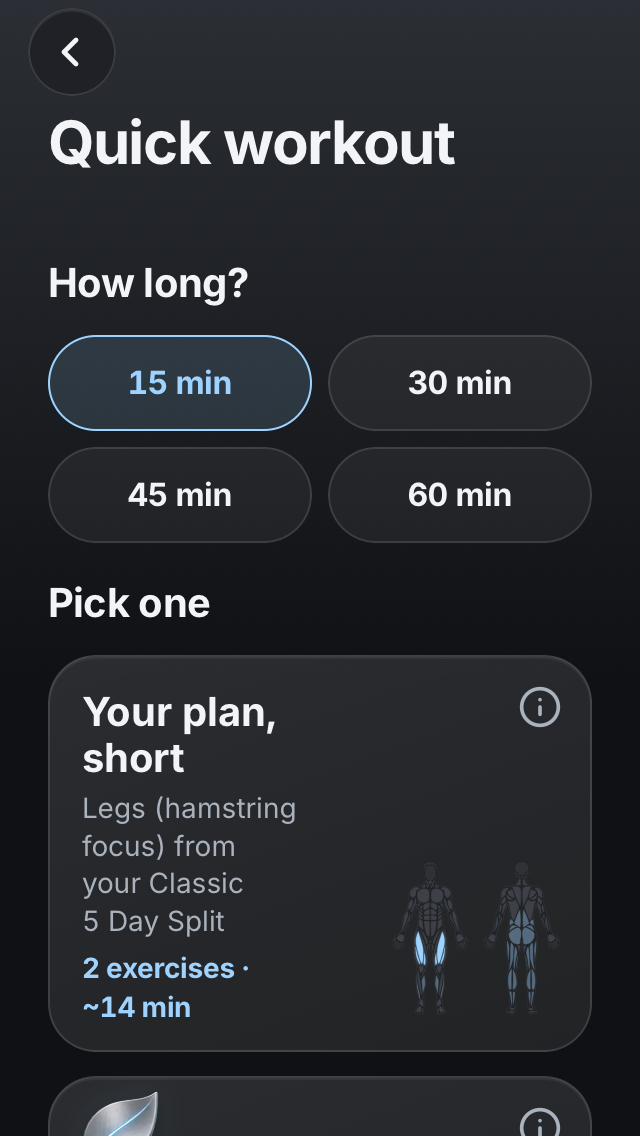 Quick workout
How long?
15 min
30 min
45 min
60 min
Pick one
Your plan,
short
Legs (hamstring
focus) from
your Classic
5 Day Split
2 exercises ·
~14 min